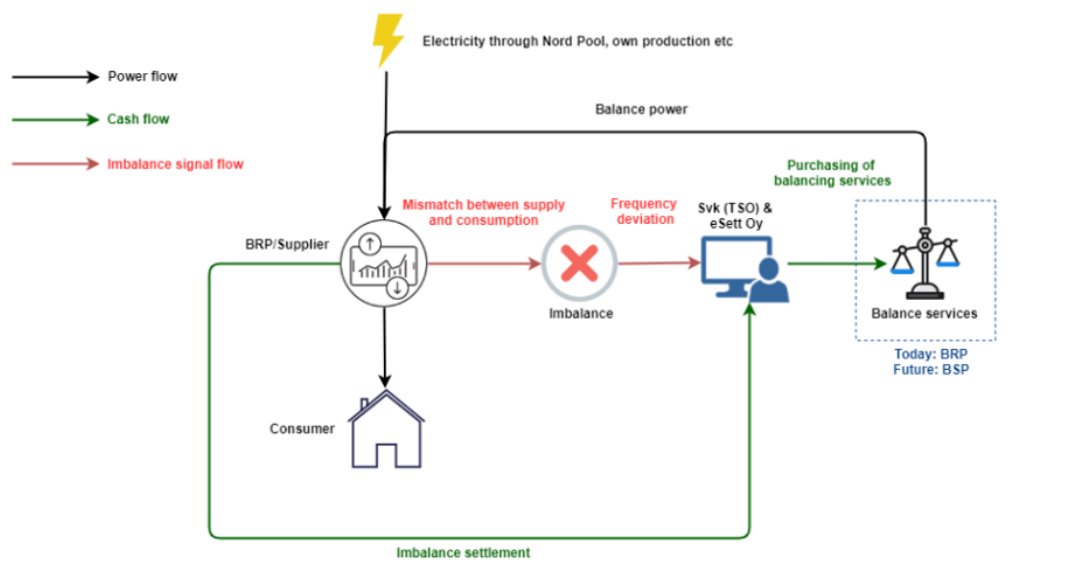 Electricity through Nord Pool, own production etc
Power flow
Cash flow
Imbalance signal flow
Balance power
Purchasing of
balancing services
Mismatch between supply
and consumption
Frequency
deviation
Svk (TSO) &
eSett Oy
BRP/Supplier
Imbalance
Balance services
Today: BRP
Future: BSP
Consumer
Imbalance settlement